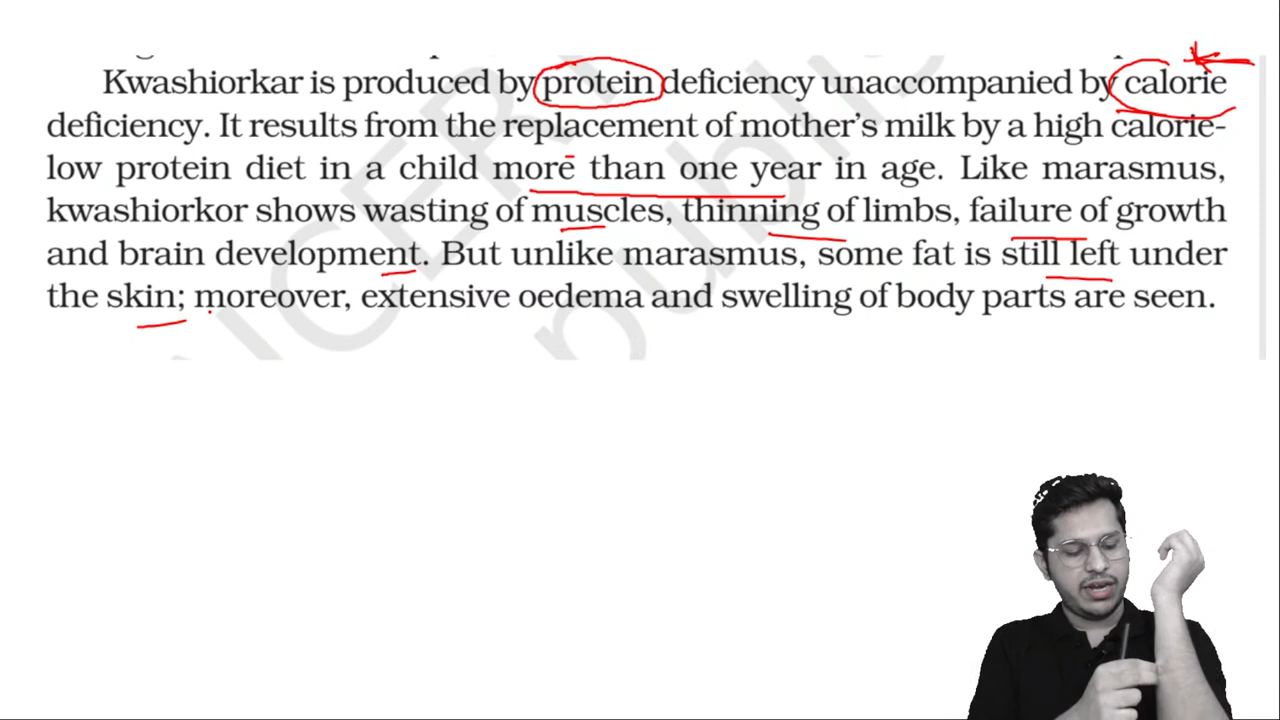 Kwashiorkar is produced by protein deficiency unaccompanied by calorie
deficiency. It results from the replacement of mother's milk by a high calorie-
low protein diet in a child more than one year in age. Like marasmus,
kwashiorkor shows wasting of muscles, thinning of limbs, failure of growth
and brain development. But unlike marasmus, some fat is still left under
the skin; moreover, extensive oedema and swelling of body parts are seen.